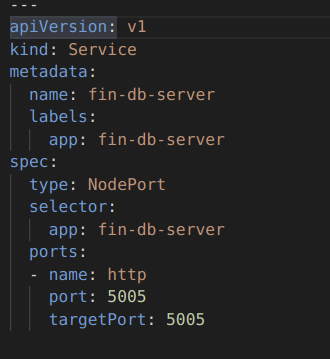 ---
apiVersion: v1
kind: Service
metadata:
  name: fin-db-server
  labels:
    app: fin-db-server
spec:
  type: NodePort
  selector:
    app: fin-db-server
  ports:
  - name: http
    port: 5005
    targetPort: 5005